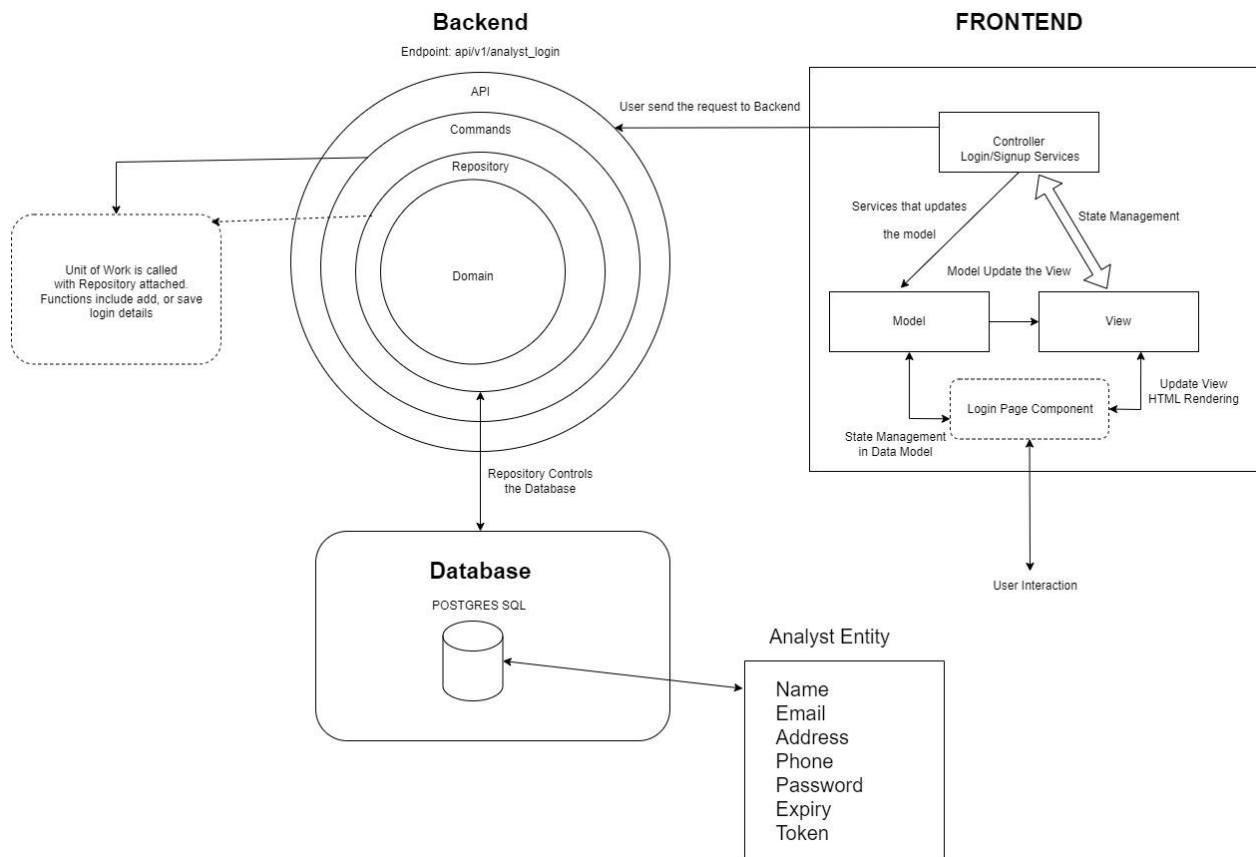 Backend
Endpoint: api/v1/analyst_login
API
Commands
Repository
Domain
Unit of Work is called
with Repository attached.
Functions include add, or save
login details
Repository Controls
the Database
Database
POSTGRES SQL
User send the request to Backend
FRONTEND
Controller
Login/Signup Services
Services that updates
the model
State Management
Model Update the View
Model
View
Login Page Component
Update View
HTML Rendering
State Management
in Data Model
User Interaction
Analyst Entity
Name
Email
Address
Phone
Password
Expiry
Token